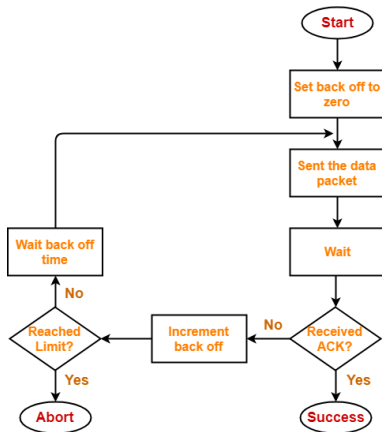 Start
Set back off to
zero
Sent the data
packet
Wait
Received
ACK?
No
Yes
Success
Increment
back off
Reached
Limit?
No
Yes
Wait back off
time
Abort